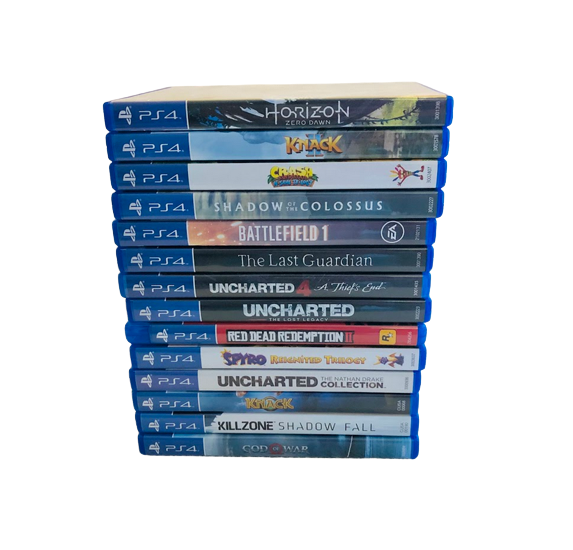 PS4 HORIZON
ZERO DAWN
PS4 KNACK II
PS4 CRASH
PS4 SHADOW OF THE COLOSSUS
PS4 BATTLEFIELD 1 EA
PS4 The Last Guardian
PS4 UNCHARTED 4 A Thief's End
PS4 UNCHARTED
THE LOST LEGACY
PS4 RED DEAD REDEMPTION II R
PS4 SPYRO REIGNITED TRILOGY
PS4 UNCHARTED THE NATHAN DRAKE
COLLECTION
PS4 KNACK
PS4 KILLZONE SHADOW FALL
PS4 GOD OF WAR